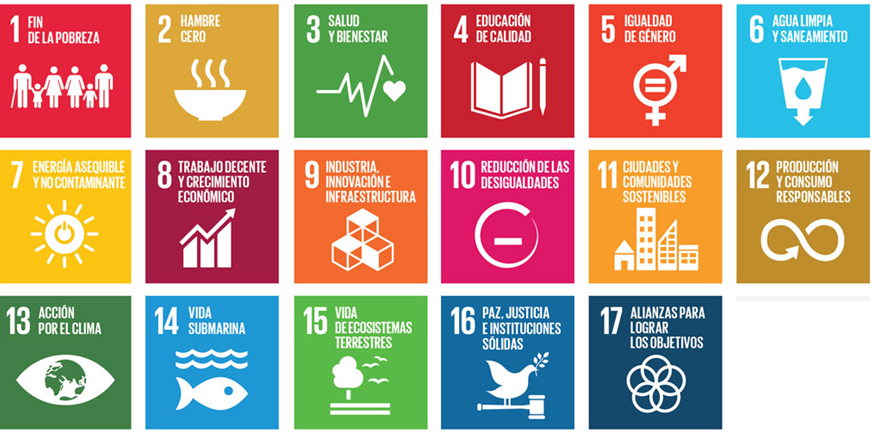 1 FIN
DE LA POBREZA
2 HAMBRE
CERO
3 SALUD
Y BIENESTAR
4 EDUCACIÓN
DE CALIDAD
5 IGUALDAD
DE GÉNERO
6 AGUA LIMPIA
Y SANEAMIENTO
7 ENERGÍA ASEQUIBLE
Y NO CONTAMINANTE
8 TRABAJO DECENTE
Y CRECIMIENTO
ECONÓMICO
9 INDUSTRIA,
INNOVACIÓN E
INFRAESTRUCTURA
10 REDUCCIÓN DE LAS
DESIGUALDADES
11 CIUDADES Y
COMUNIDADES
SOSTENIBLES
12 PRODUCCIÓN
Y CONSUMO
RESPONSABLES
13 ACCIÓN
POR EL CLIMA
14 VIDA
SUBMARINA
15 VIDA
DE ECOSISTEMAS
TERRESTRES
16 PAZ, JUSTICIA
E INSTITUCIONES
SÓLIDAS
17 ALIANZAS PARA
LOGRAR
LOS OBJETIVOS